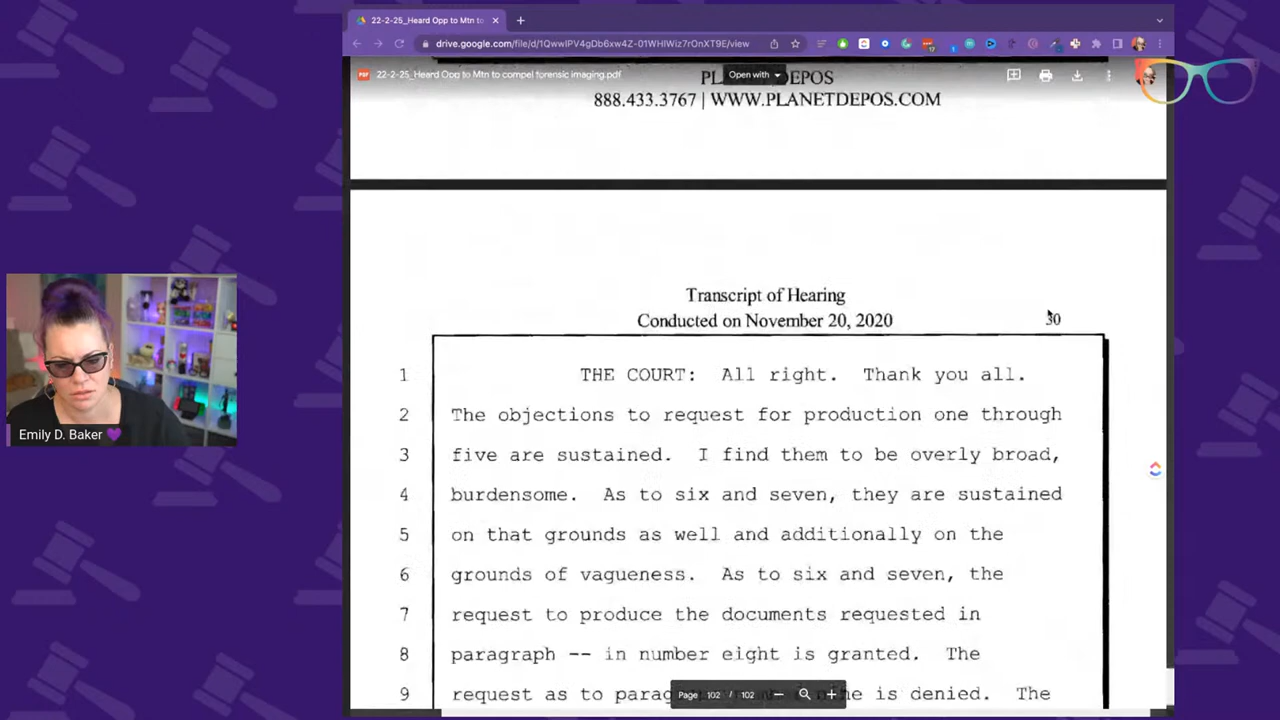 22-2-25_Heard Opp to Mtn to
drive.google.com/file/d/1QwwIPV4gDb6xw4Z-01WHIWiz7rOnXT9E/view
22-2-25_Heard Opp to Mtn to compel forensic imaging.pdf
Open with
DEPOS
888.433.3767 | WWW.PLANETDEPOS.COM
Transcript of Hearing
Conducted on November 20, 2020
30
1 THE COURT: All right. Thank you all.
2 The objections to request for production one through
3 five are sustained. I find them to be overly broad,
4 burdensome. As to six and seven, they are sustained
5 on that grounds as well and additionally on the
6 grounds of vagueness. As to six and seven, the
7 request to produce the documents requested in
8 paragraph -- in number eight is granted. The
9 request as to is denied. The
Page 102 / 102
Emily D. Baker